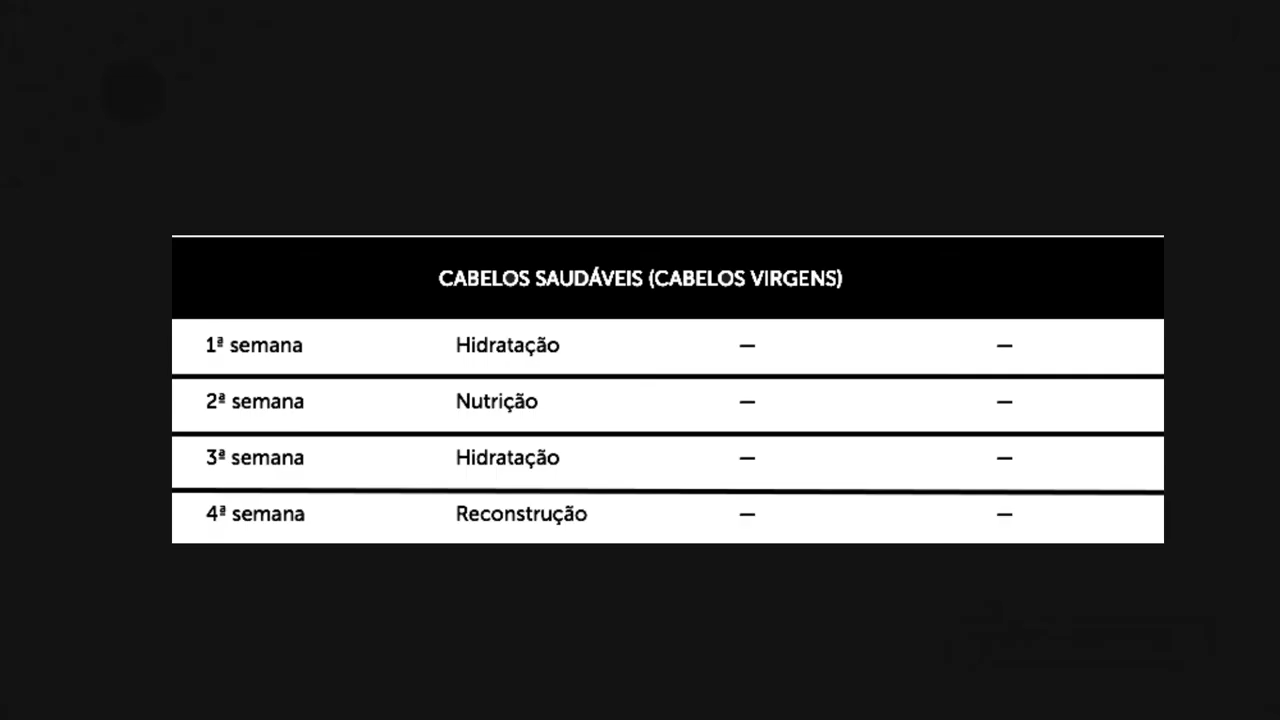 CABELOS SAUDÁVEIS (CABELOS VIRGENS)
1ª semana Hidratação — —
2ª semana Nutrição — —
3ª semana Hidratação — —
4ª semana Reconstrução — —